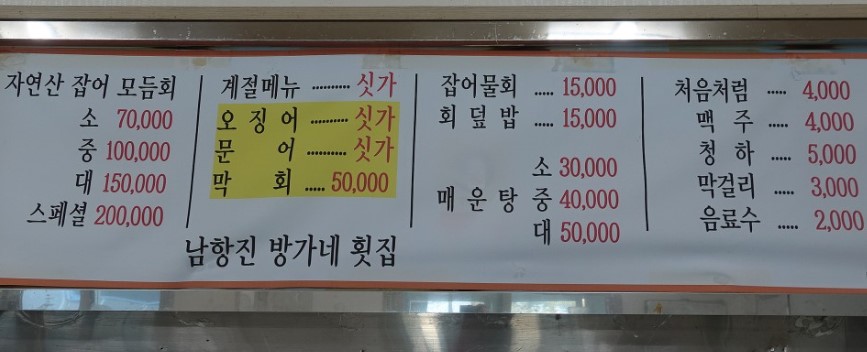 자연산 잡어 모듬회
소 70,000
중 100,000
대 150,000
스페셜 200,000
계절메뉴 .......... 싯가
오 징 어 .......... 싯가
문 어 .......... 싯가
막 회 ..... 50,000
남항진 방가네 횟집
잡어물회 ..... 15,000
회 덮 밥 ..... 15,000
소 30,000
매 운 탕 중 40,000
대 50,000
처음처럼 ..... 4,000
맥 주 ..... 4,000
청 하 ..... 5,000
막걸리 ..... 3,000
음료수 ..... 2,000